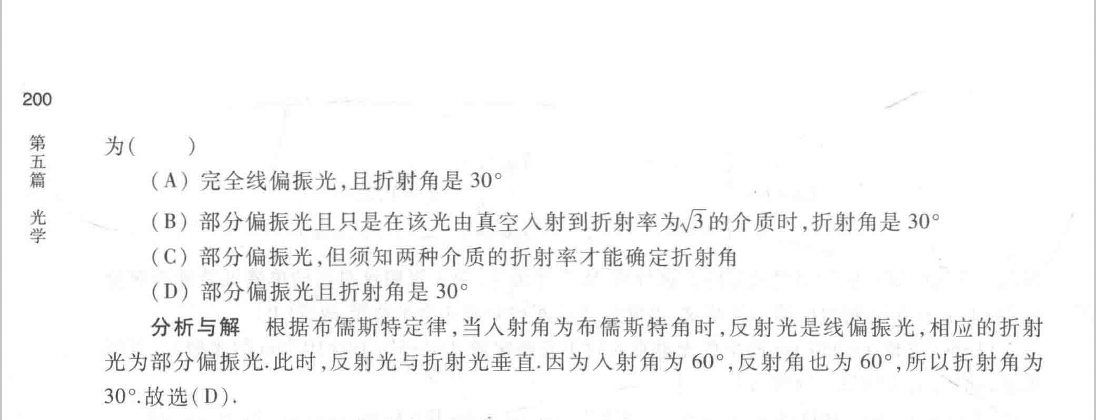 200
第五篇 光学
为(　　)
(A) 完全线偏振光,且折射角是 30°
(B) 部分偏振光且只是在该光由真空入射到折射率为√3的介质时,折射角是 30°
(C) 部分偏振光,但须知两种介质的折射率才能确定折射角
(D) 部分偏振光且折射角是 30°
分析与解　根据布儒斯特定律,当入射角为布儒斯特角时,反射光是线偏振光,相应的折射
光为部分偏振光.此时,反射光与折射光垂直.因为入射角为 60°,反射角也为 60°,所以折射角为
30°.故选(D).